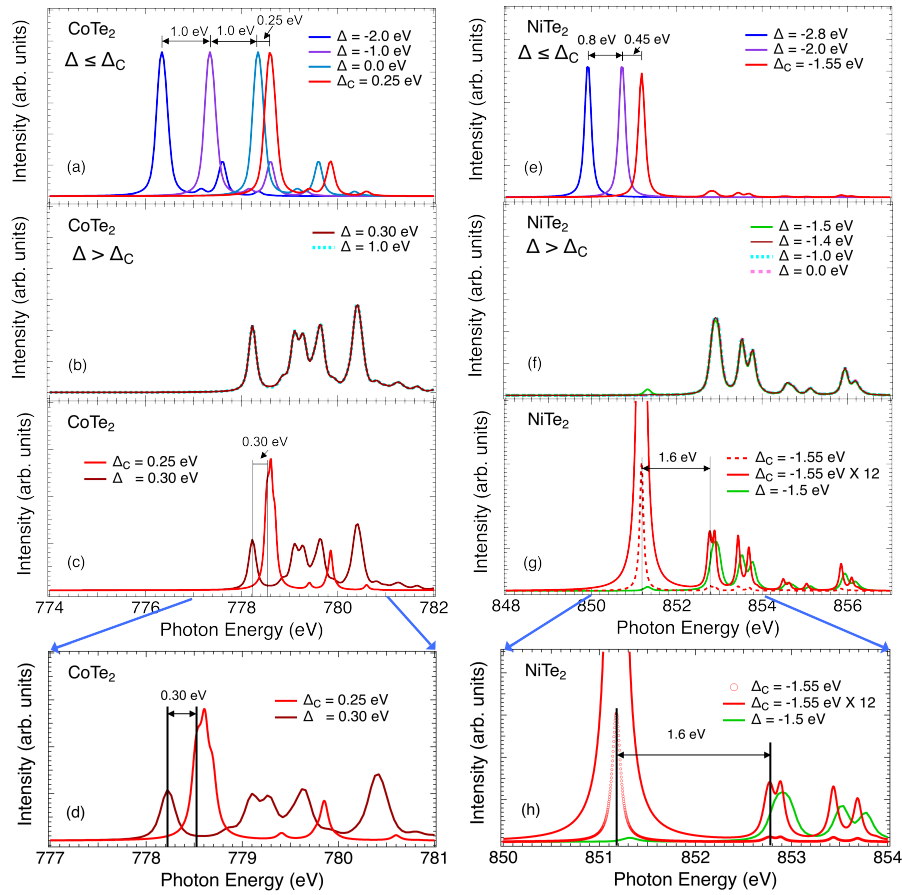 CoTe2
Δ ≤ ΔC
1.0 eV
1.0 eV
0.25 eV
Δ = -2.0 eV
Δ = -1.0 eV
Δ = 0.0 eV
ΔC = 0.25 eV
(a)
Intensity (arb. units)
CoTe2
Δ > ΔC
Δ = 0.30 eV
Δ = 1.0 eV
(b)
Intensity (arb. units)
CoTe2
0.30 eV
ΔC = 0.25 eV
Δ = 0.30 eV
(c)
Intensity (arb. units)
774 776 778 780 782
Photon Energy (eV)
CoTe2
0.30 eV
ΔC = 0.25 eV
Δ = 0.30 eV
(d)
Intensity (arb. units)
777 778 779 780 781
Photon Energy (eV)
NiTe2
Δ ≤ ΔC
0.8 eV
0.45 eV
Δ = -2.8 eV
Δ = -2.0 eV
ΔC = -1.55 eV
(e)
Intensity (arb. units)
NiTe2
Δ > ΔC
Δ = -1.5 eV
Δ = -1.4 eV
Δ = -1.0 eV
Δ = 0.0 eV
(f)
Intensity (arb. units)
NiTe2
1.6 eV
ΔC = -1.55 eV
ΔC = -1.55 eV X 12
Δ = -1.5 eV
(g)
Intensity (arb. units)
848 850 852 854 856
Photon Energy (eV)
NiTe2
1.6 eV
ΔC = -1.55 eV
ΔC = -1.55 eV X 12
Δ = -1.5 eV
(h)
Intensity (arb. units)
850 851 852 853 854
Photon Energy (eV)